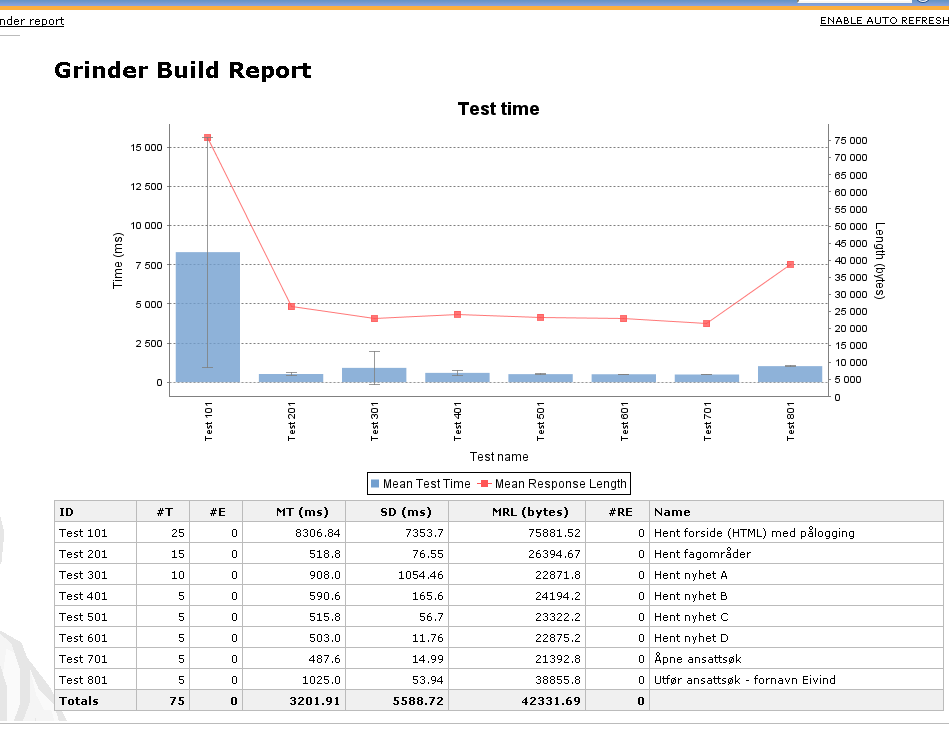 nder report
ENABLE AUTO REFRESH
Grinder Build Report
Test time
15 000
12 500
10 000
7 500
5 000
2 500
0
Time (ms)
75 000
70 000
65 000
60 000
55 000
50 000
45 000
40 000
35 000
30 000
25 000
20 000
15 000
10 000
5 000
0
Length (bytes)
Test 101
Test 201
Test 301
Test 401
Test 501
Test 601
Test 701
Test 801
Test name
Mean Test Time Mean Response Length
ID #T #E MT (ms) SD (ms) MRL (bytes) #RE Name
Test 101 25 0 8306.84 7353.7 75881.52 0 Hent forside (HTML) med pålogging
Test 201 15 0 518.8 76.55 26394.67 0 Hent fagområder
Test 301 10 0 908.0 1054.46 22871.8 0 Hent nyhet A
Test 401 5 0 590.6 165.6 24194.2 0 Hent nyhet B
Test 501 5 0 515.8 56.7 23322.2 0 Hent nyhet C
Test 601 5 0 503.0 11.76 22875.2 0 Hent nyhet D
Test 701 5 0 487.6 14.99 21392.8 0 Åpne ansattsøk
Test 801 5 0 1025.0 53.94 38855.8 0 Utfør ansattsøk - fornavn Eivind
Totals 75 0 3201.91 5588.72 42331.69 0